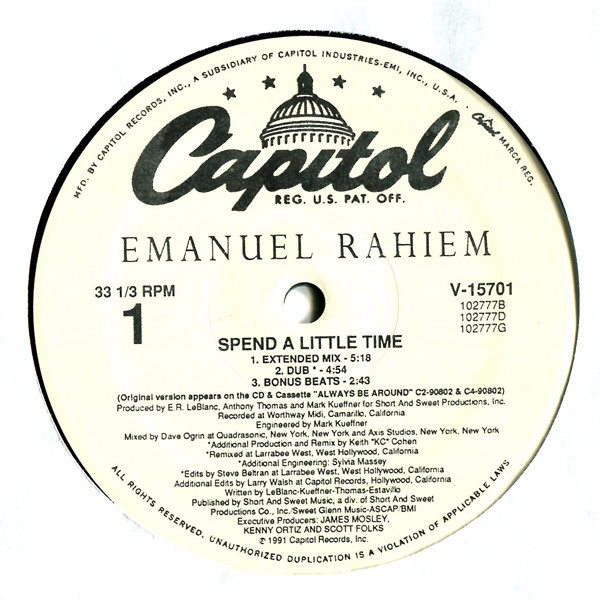 MFD. BY CAPITOL RECORDS, INC., A SUBSIDIARY OF CAPITOL INDUSTRIES-EMI, INC., U.S.A. · Capitol MARCA REG.
Capitol
REG. U.S. PAT. OFF.
EMANUEL RAHIEM
33 1/3 RPM
1
V-15701
102777B
102777D
102777G
SPEND A LITTLE TIME
1. EXTENDED MIX - 5:18
2. DUB * - 4:54
3. BONUS BEATS - 2:43
(Original version appears on the CD & Cassette "ALWAYS BE AROUND" C2-90802 & C4-90802)
Produced by E.R. LeBlanc, Anthony Thomas and Mark Kueffner for Short And Sweet Productions, Inc.
Recorded at Worthway Midi, Camarillo, California
Engineered by Mark Kueffner
Mixed by Dave Ogrin at Quadrasonic, New York, New York and Axis Studios, New York, New York
*Additional Production and Remix by Keith "KC" Cohen
*Remixed at Larrabee West, West Hollywood, California
*Additional Engineering: Sylvia Massey
*Edits by Steve Beltran at Larrabee West, West Hollywood, California
Additional Edits by Larry Walsh at Capitol Records, Hollywood, California
Written by LeBlanc-Kueffner-Thomas-Estavillo
Published by Short And Sweet Music, a div. of Short And Sweet
Productions Co., Inc./Sweet Glenn Music-ASCAP/BMI
Executive Producers: JAMES MOSLEY,
KENNY ORTIZ AND SCOTT FOLKS
℗ 1991 Capitol Records, Inc.
ALL RIGHTS RESERVED. UNAUTHORIZED DUPLICATION IS A VIOLATION OF APPLICABLE LAWS